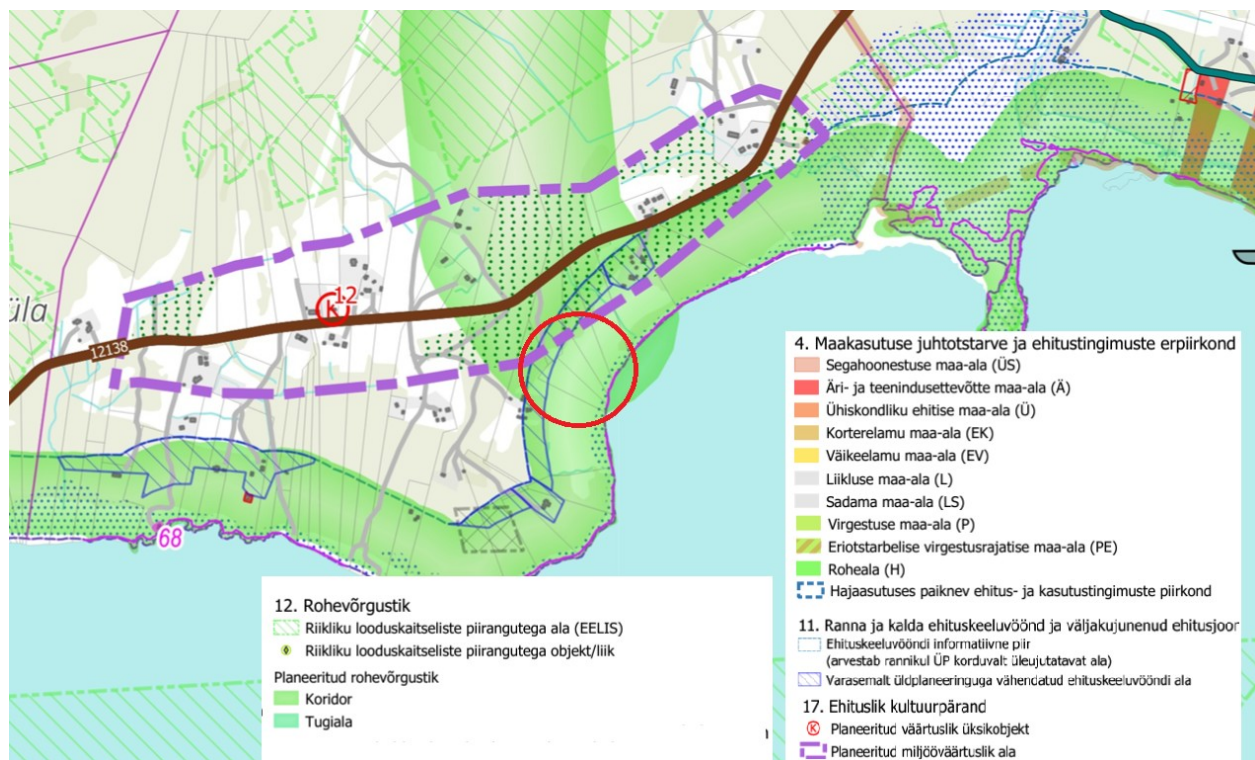 12
üla
12138
68
4. Maakasutuse juhtotstarve ja ehitustingimuste erpiirkond
Segahoonestuse maa-ala (ÜS)
Äri- ja teenindusettevõtte maa-ala (Ä)
Ühiskondliku ehitise maa-ala (Ü)
Korterelamu maa-ala (EK)
Väikeelamu maa-ala (EV)
Liikluse maa-ala (L)
Sadama maa-ala (LS)
Virgestuse maa-ala (P)
Eriotstarbelise virgestusrajatise maa-ala (PE)
Roheala (H)
Hajaasutuses paiknev ehitus- ja kasutustingimuste piirkond
11. Ranna ja kalda ehituskeeluvöönd ja väljakujunenud ehitusjoor
Ehituskeeluvööndi informatiivne piir
(arvestab rannikul ÜP korduvalt üleujutatavat ala)
Varasemalt üldplaneeringuga vähendatud ehituskeeluvööndi ala
17. Ehituslik kultuurpärand
K Planeeritud väärtuslik üksikobjekt
Planeeritud miljööväärtuslik ala
12. Rohevõrgustik
Riikliku looduskaitseliste piirangutega ala (EELIS)
Riikliku looduskaitseliste piirangutega objekt/liik
Planeeritud rohevõrgustik
Koridor
Tugiala